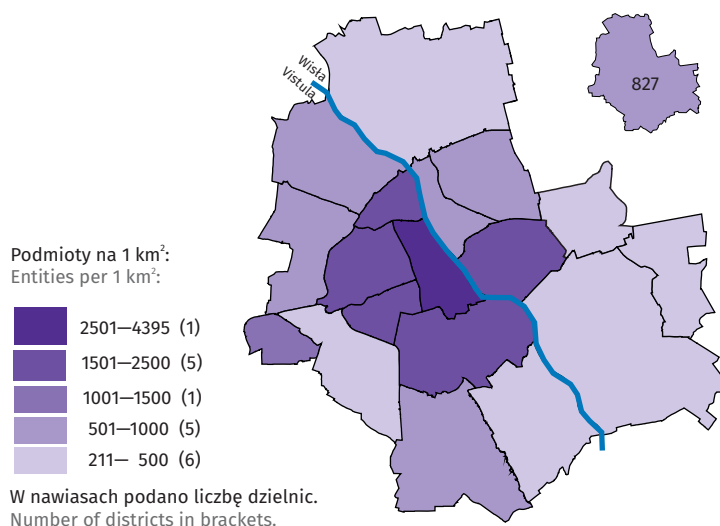 Wisła
Vistula
827
Podmioty na 1 km²:
Entities per 1 km²:
2501—4395 (1)
1501—2500 (5)
1001—1500 (1)
501—1000 (5)
211— 500 (6)
W nawiasach podano liczbę dzielnic.
Number of districts in brackets.